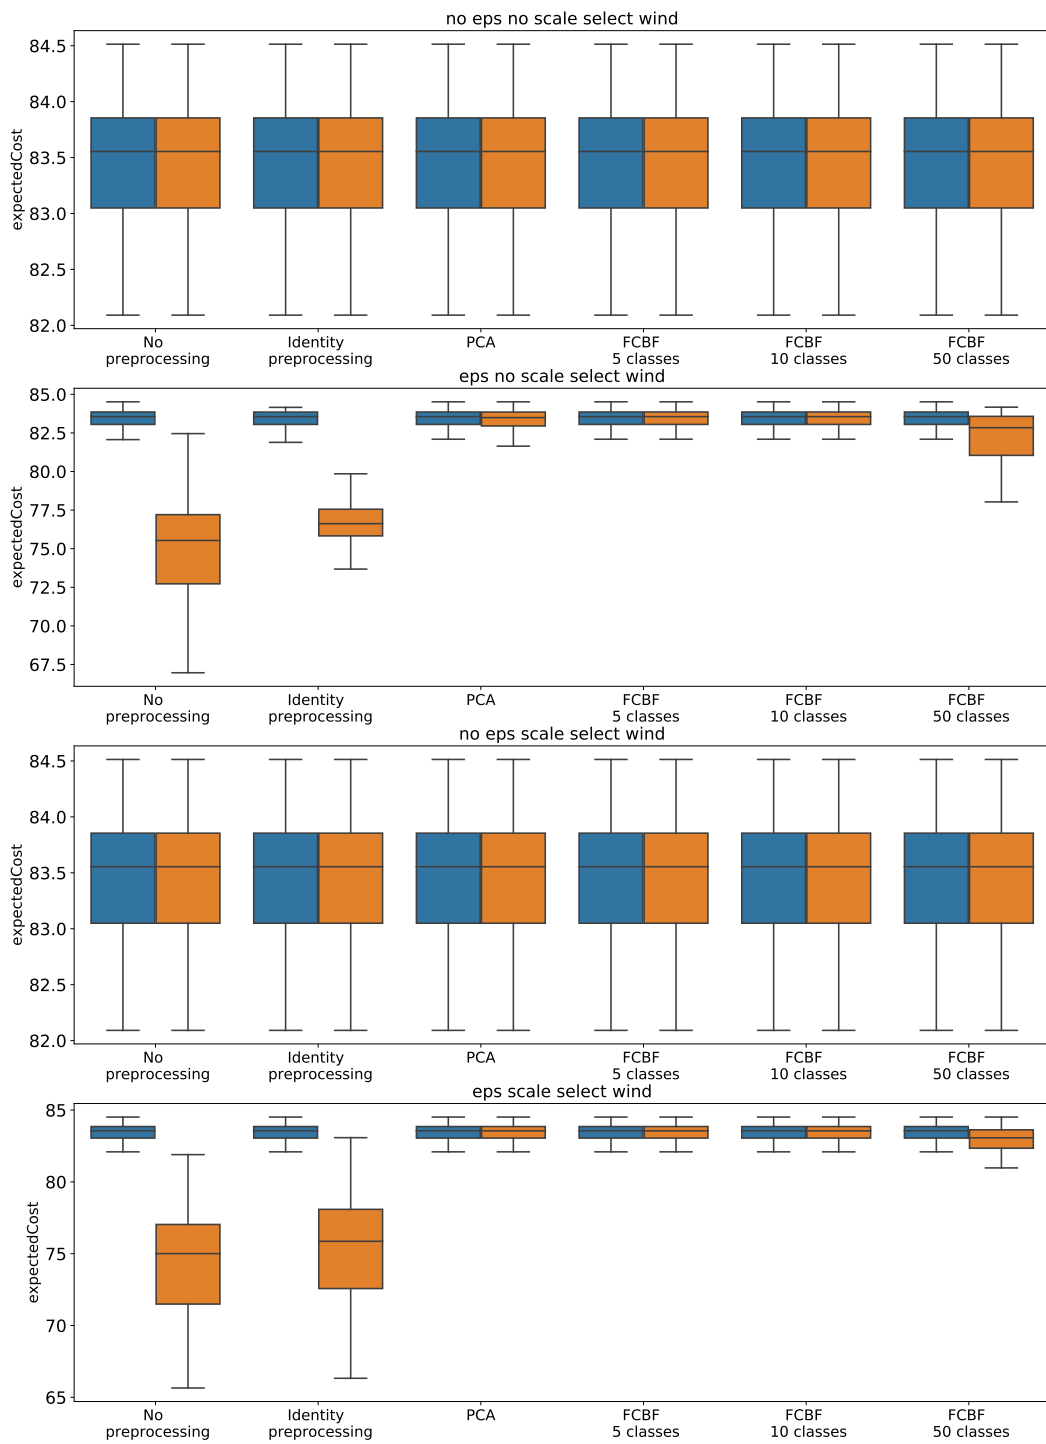 no eps no scale select wind
expectedCost
84.5
84.0
83.5
83.0
82.5
82.0
No preprocessing
Identity preprocessing
PCA
FCBF 5 classes
FCBF 10 classes
FCBF 50 classes
eps no scale select wind
expectedCost
85.0
82.5
80.0
77.5
75.0
72.5
70.0
67.5
No preprocessing
Identity preprocessing
PCA
FCBF 5 classes
FCBF 10 classes
FCBF 50 classes
no eps scale select wind
expectedCost
84.5
84.0
83.5
83.0
82.5
82.0
No preprocessing
Identity preprocessing
PCA
FCBF 5 classes
FCBF 10 classes
FCBF 50 classes
eps scale select wind
expectedCost
85
80
75
70
65
No preprocessing
Identity preprocessing
PCA
FCBF 5 classes
FCBF 10 classes
FCBF 50 classes